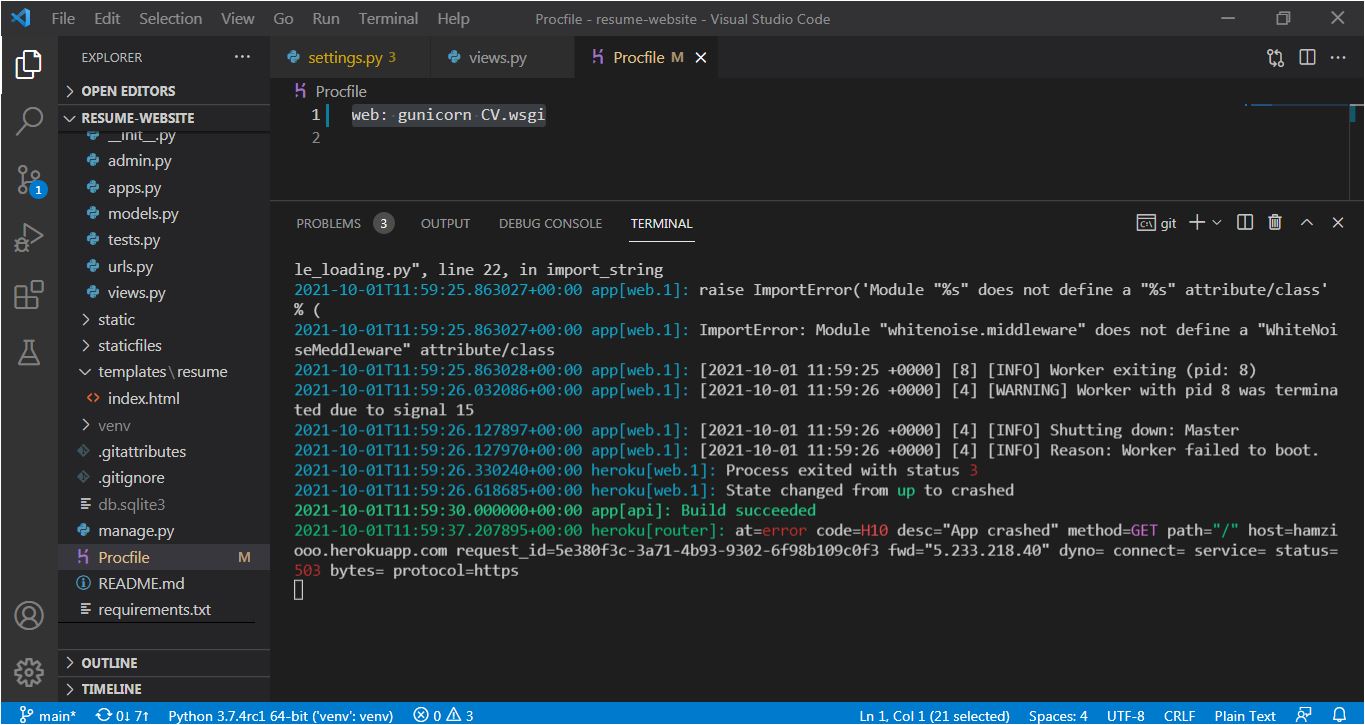 File Edit Selection View Go Run Terminal Help Procfile - resume-website - Visual Studio Code
EXPLORER
OPEN EDITORS
RESUME-WEBSITE
__init__.py
admin.py
apps.py
models.py
tests.py
urls.py
views.py
static
staticfiles
templates\resume
index.html
venv
.gitattributes
.gitignore
db.sqlite3
manage.py
Procfile M
README.md
requirements.txt
OUTLINE
TIMELINE
1
settings.py 3 views.py Procfile M
Procfile
1 web: gunicorn CV.wsgi
2
PROBLEMS 3 OUTPUT DEBUG CONSOLE TERMINAL git
le_loading.py", line 22, in import_string
2021-10-01T11:59:25.863027+00:00 app[web.1]: raise ImportError('Module "%s" does not define a "%s" attribute/class'
% (
2021-10-01T11:59:25.863027+00:00 app[web.1]: ImportError: Module "whitenoise.middleware" does not define a "WhiteNoi
seMeddleware" attribute/class
2021-10-01T11:59:25.863028+00:00 app[web.1]: [2021-10-01 11:59:25 +0000] [8] [INFO] Worker exiting (pid: 8)
2021-10-01T11:59:26.032086+00:00 app[web.1]: [2021-10-01 11:59:26 +0000] [4] [WARNING] Worker with pid 8 was termina
ted due to signal 15
2021-10-01T11:59:26.127897+00:00 app[web.1]: [2021-10-01 11:59:26 +0000] [4] [INFO] Shutting down: Master
2021-10-01T11:59:26.127970+00:00 app[web.1]: [2021-10-01 11:59:26 +0000] [4] [INFO] Reason: Worker failed to boot.
2021-10-01T11:59:26.330240+00:00 heroku[web.1]: Process exited with status 3
2021-10-01T11:59:26.618685+00:00 heroku[web.1]: State changed from up to crashed
2021-10-01T11:59:30.000000+00:00 app[api]: Build succeeded
2021-10-01T11:59:37.207895+00:00 heroku[router]: at=error code=H10 desc="App crashed" method=GET path="/" host=hamzi
ooo.herokuapp.com request_id=5e380f3c-3a71-4b93-9302-6f98b109c0f3 fwd="5.233.218.40" dyno= connect= service= status=
503 bytes= protocol=https
main* 0↓ 7↑ Python 3.7.4rc1 64-bit ('venv': venv) 0 3 Ln 1, Col 1 (21 selected) Spaces: 4 UTF-8 CRLF Plain Text